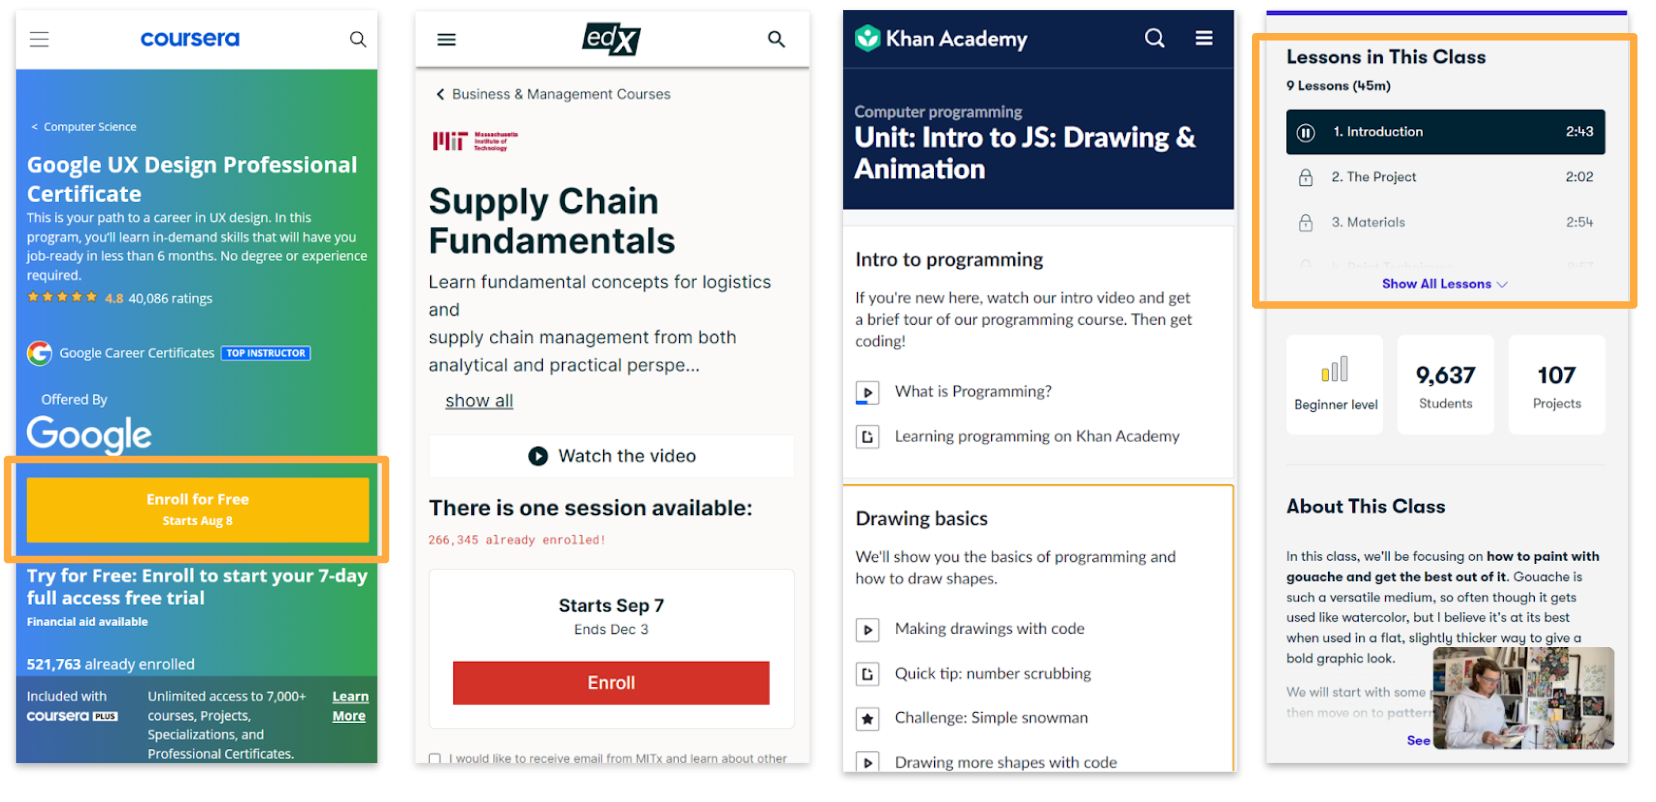 coursera
< Computer Science
Google UX Design Professional
Certificate
This is your path to a career in UX design. In this
program, you'll learn in-demand skills that will have you
job-ready in less than 6 months. No degree or experience
required.
4.8 40,086 ratings
Google Career Certificates TOP INSTRUCTOR
Offered By
Google
Enroll for Free
Starts Aug 8
Try for Free: Enroll to start your 7-day
full access free trial
Financial aid available
521,763 already enrolled
Included with
coursera PLUS
Unlimited access to 7,000+
courses, Projects,
Specializations, and
Professional Certificates.
Learn
More
edX
Business & Management Courses
MIT Massachusetts
Institute of
Technology
Supply Chain
Fundamentals
Learn fundamental concepts for logistics
and
supply chain management from both
analytical and practical perspe...
show all
Watch the video
There is one session available:
266,345 already enrolled!
Starts Sep 7
Ends Dec 3
Enroll
I would like to receive email from MITx and learn about other
Khan Academy
Computer programming
Unit: Intro to JS: Drawing &
Animation
Intro to programming
If you're new here, watch our intro video and get
a brief tour of our programming course. Then get
coding!
What is Programming?
Learning programming on Khan Academy
Drawing basics
We'll show you the basics of programming and
how to draw shapes.
Making drawings with code
Quick tip: number scrubbing
Challenge: Simple snowman
Drawing more shapes with code
Lessons in This Class
9 Lessons (45m)
1. Introduction 2:43
2. The Project 2:02
3. Materials 2:54
Show All Lessons
Beginner level
9,637
Students
107
Projects
About This Class
In this class, we'll be focusing on how to paint with
gouache and get the best out of it. Gouache is
such a versatile medium, so often though it gets
used like watercolor, but I believe it's at its best
when used in a flat, slightly thicker way to give a
bold graphic look.
We will start with some
then move on to pattern
See